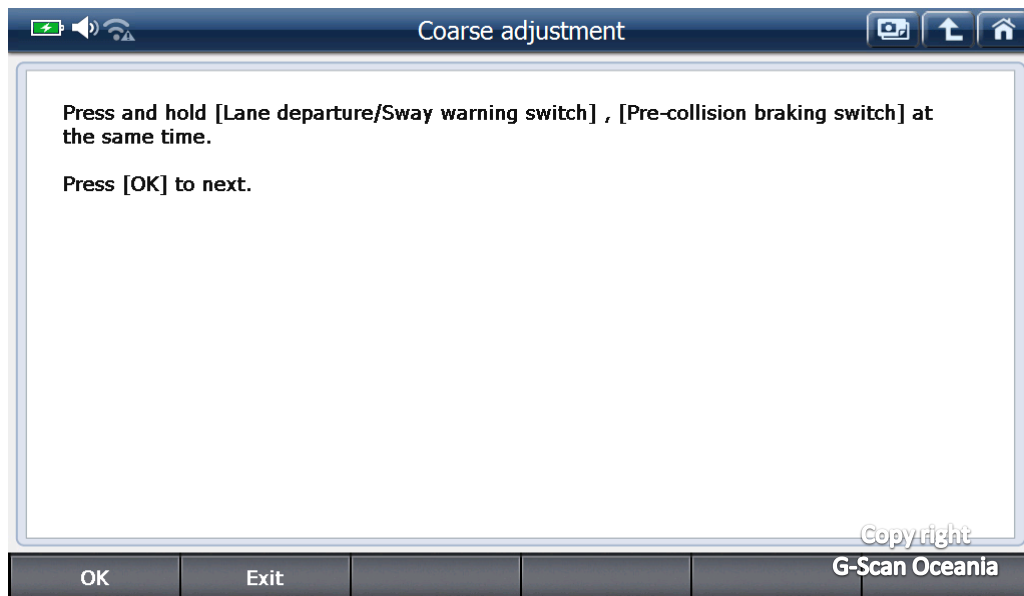 Coarse adjustment
Press and hold [Lane departure/Sway warning switch] , [Pre-collision braking switch] at
the same time.
Press [OK] to next.
Copyright
G-Scan Oceania
OK
Exit